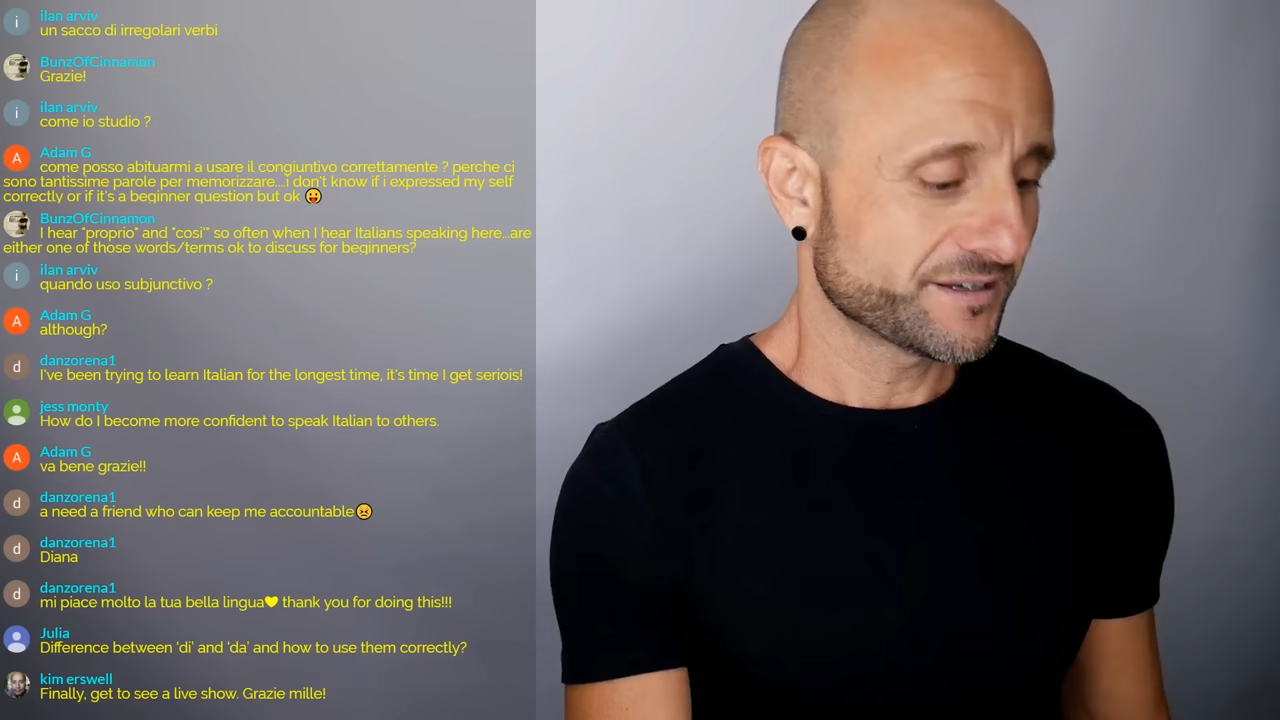 i
ilan arviv
un sacco di irregolari verbi
BunzOfCinnamon
Grazie!
i
ilan arviv
come io studio ?
A
Adam G
come posso abituarmi a usare il congiuntivo correttamente ? perche ci
sono tantissime parole per memorizzare....i don't know if i expressed my self
correctly or if it's a beginner question but ok 😛
BunzOfCinnamon
I hear "proprio" and "cosi'" so often when I hear Italians speaking here...are
either one of those words/terms ok to discuss for beginners?
i
ilan arviv
quando uso subjunctivo ?
A
Adam G
although?
d
danzorena1
I've been trying to learn Italian for the longest time, it's time I get seriois!
jess monty
How do I become more confident to speak Italian to others.
A
Adam G
va bene grazie!!
d
danzorena1
a need a friend who can keep me accountable😣
d
danzorena1
Diana
d
danzorena1
mi piace molto la tua bella lingua♥ thank you for doing this!!!
Julia
Difference between 'di' and 'da' and how to use them correctly?
kim erswell
Finally, get to see a live show. Grazie mille!